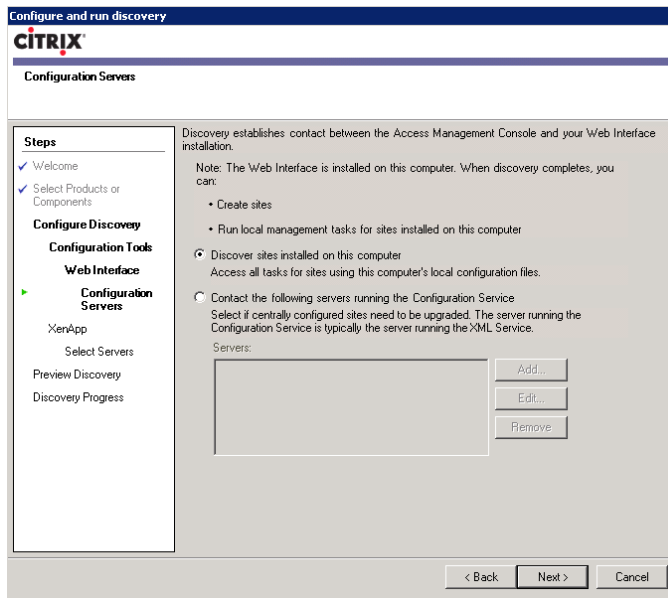 Configure and run discovery
CİTRIX
Configuration Servers
Steps
Welcome
Select Products or
Components
Configure Discovery
Configuration Tools
Web Interface
Configuration
Servers
XenApp
Select Servers
Preview Discovery
Discovery Progress
Discovery establishes contact between the Access Management Console and your Web Interface
installation.
Note: The Web Interface is installed on this computer. When discovery completes, you
can:
• Create sites
• Run local management tasks for sites installed on this computer
Discover sites installed on this computer
Access all tasks for sites using this computer's local configuration files.
Contact the following servers running the Configuration Service
Select if centrally configured sites need to be upgraded. The server running the
Configuration Service is typically the server running the XML Service.
Servers:
Add...
Edit...
Remove
< Back
Next >
Cancel